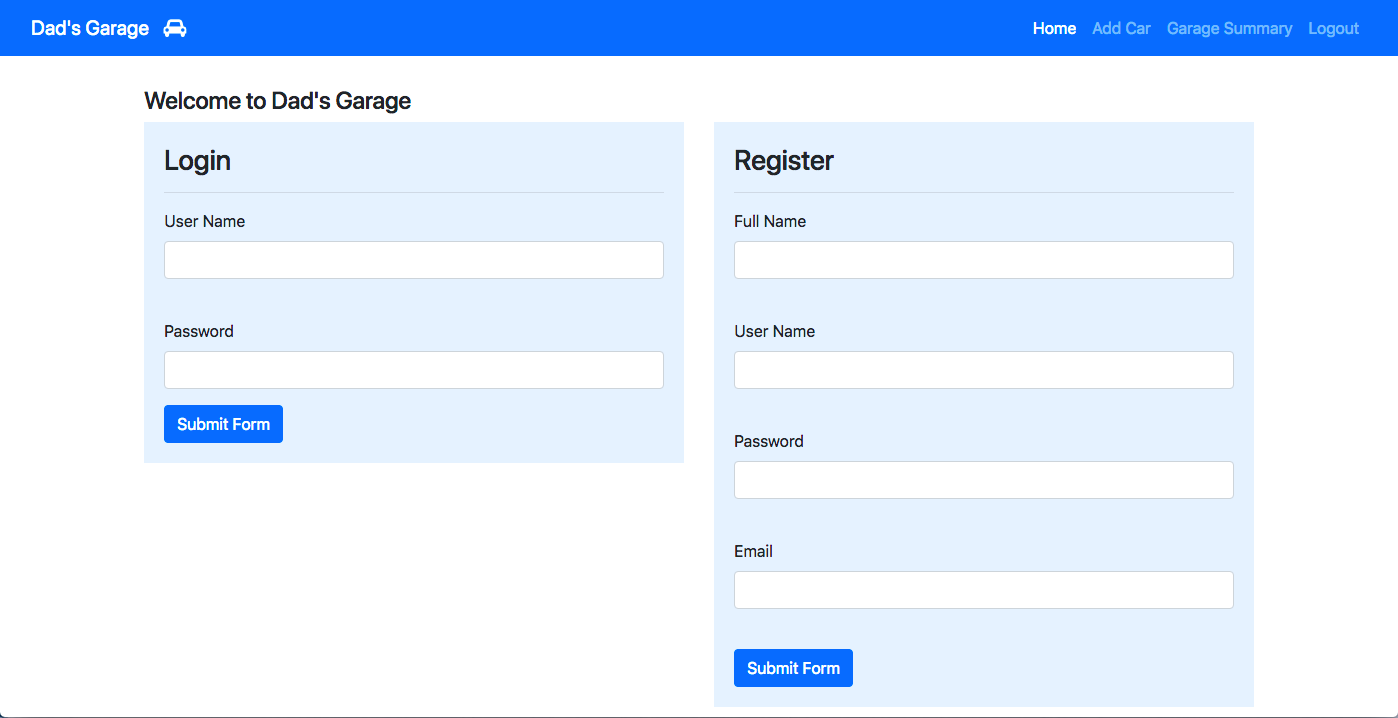 Dad's Garage
Home Add Car Garage Summary Logout
Welcome to Dad's Garage
Login
User Name
Password
Submit Form
Register
Full Name
User Name
Password
Email
Submit Form